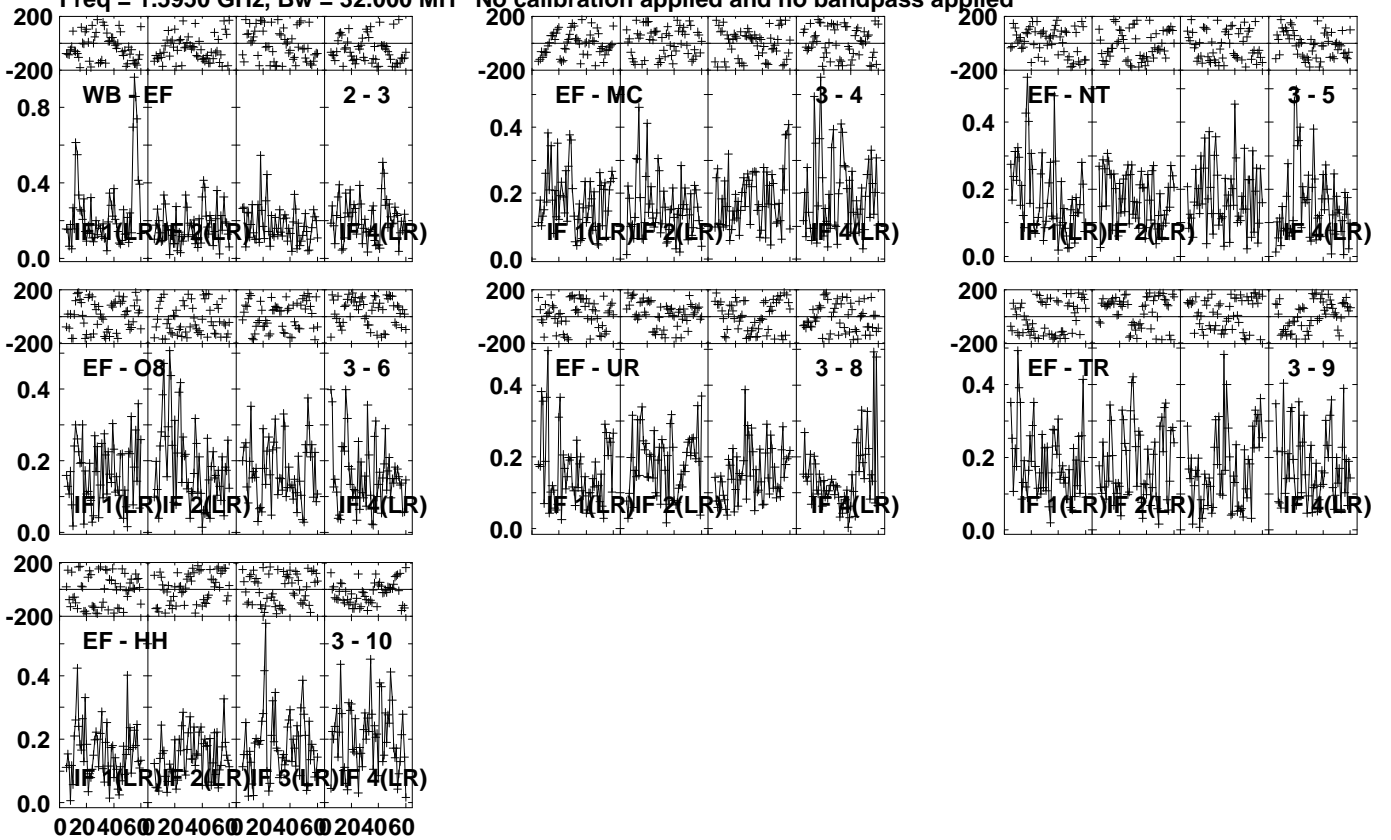 Freq = 1.5950 GHz, Bw = 32.000 MH No calibration applied and no bandpass applied
200
-200
WB - EF 2 - 3
0.8
0.4
0.0
IF 1(LR) IF 2(LR) IF 4(LR)
200
-200
EF - MC 3 - 4
0.4
0.2
0.0
IF 1(LR) IF 2(LR) IF 4(LR)
200
-200
EF - NT 3 - 5
0.4
0.2
0.0
IF 1(LR) IF 2(LR) IF 4(LR)
200
-200
EF - O8 3 - 6
0.4
0.2
0.0
IF 1(LR) IF 2(LR) IF 4(LR)
200
-200
EF - UR 3 - 8
0.4
0.2
0.0
IF 1(LR) IF 2(LR) IF 4(LR)
200
-200
EF - TR 3 - 9
0.4
0.2
0.0
IF 1(LR) IF 2(LR) IF 4(LR)
200
-200
EF - HH 3 - 10
0.4
0.2
0.0
IF 1(LR) IF 2(LR) IF 3(LR) IF 4(LR)
0 20 40 60 0 20 40 60 0 20 40 60 0 20 40 60